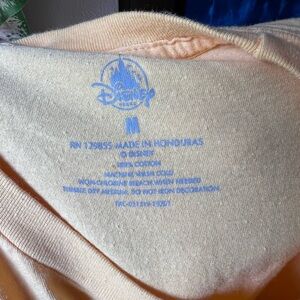 Disney
STORE
M
RN 129855 MADE IN HONDURAS
© DISNEY
100% COTTON
MACHINE WASH COLD
NON-CHLORINE BLEACH WHEN NEEDED
TUMBLE DRY MEDIUM, DO NOT IRON DECORATION.